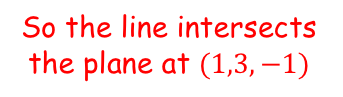 So the line intersects
the plane at (1,3,−1)